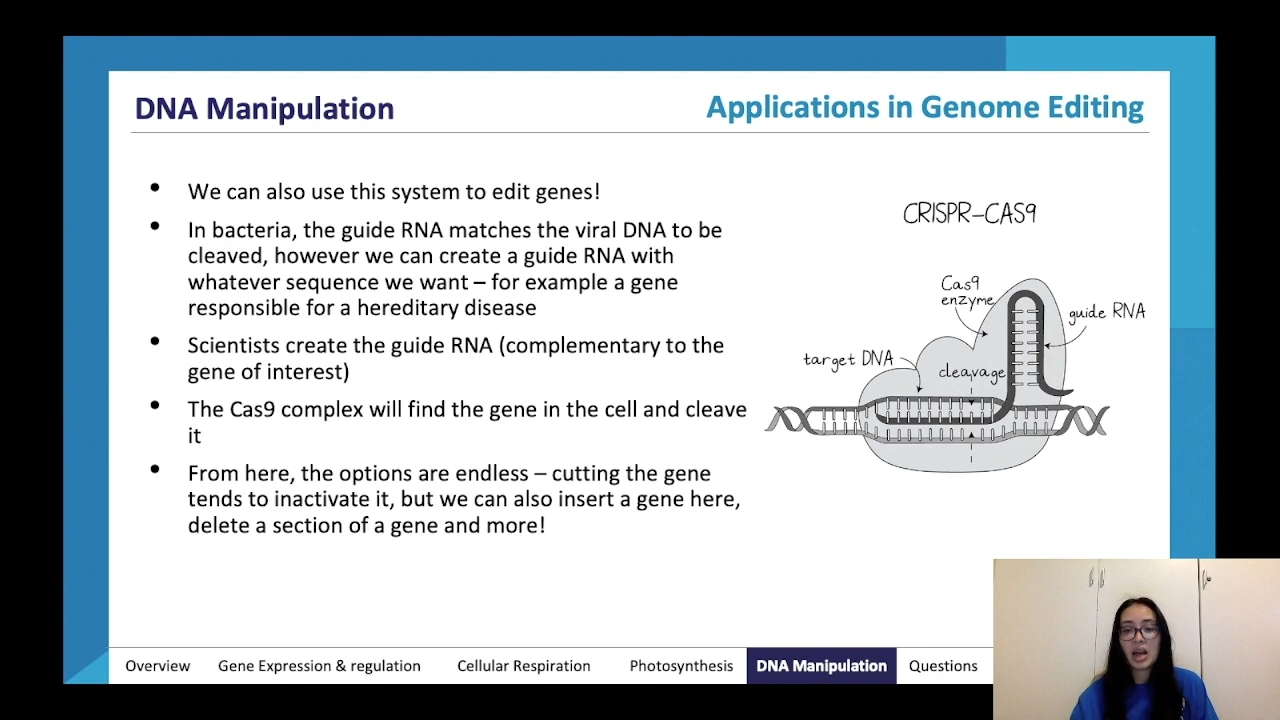 DNA Manipulation
Applications in Genome Editing
• We can also use this system to edit genes!
• In bacteria, the guide RNA matches the viral DNA to be
cleaved, however we can create a guide RNA with
whatever sequence we want – for example a gene
responsible for a hereditary disease
• Scientists create the guide RNA (complementary to the
gene of interest)
• The Cas9 complex will find the gene in the cell and cleave
it
• From here, the options are endless – cutting the gene
tends to inactivate it, but we can also insert a gene here,
delete a section of a gene and more!
CRISPR-CAS9
Cas9
enzyme
guide RNA
target DNA
cleavage
Overview
Gene Expression & regulation
Cellular Respiration
Photosynthesis
DNA Manipulation
Questions